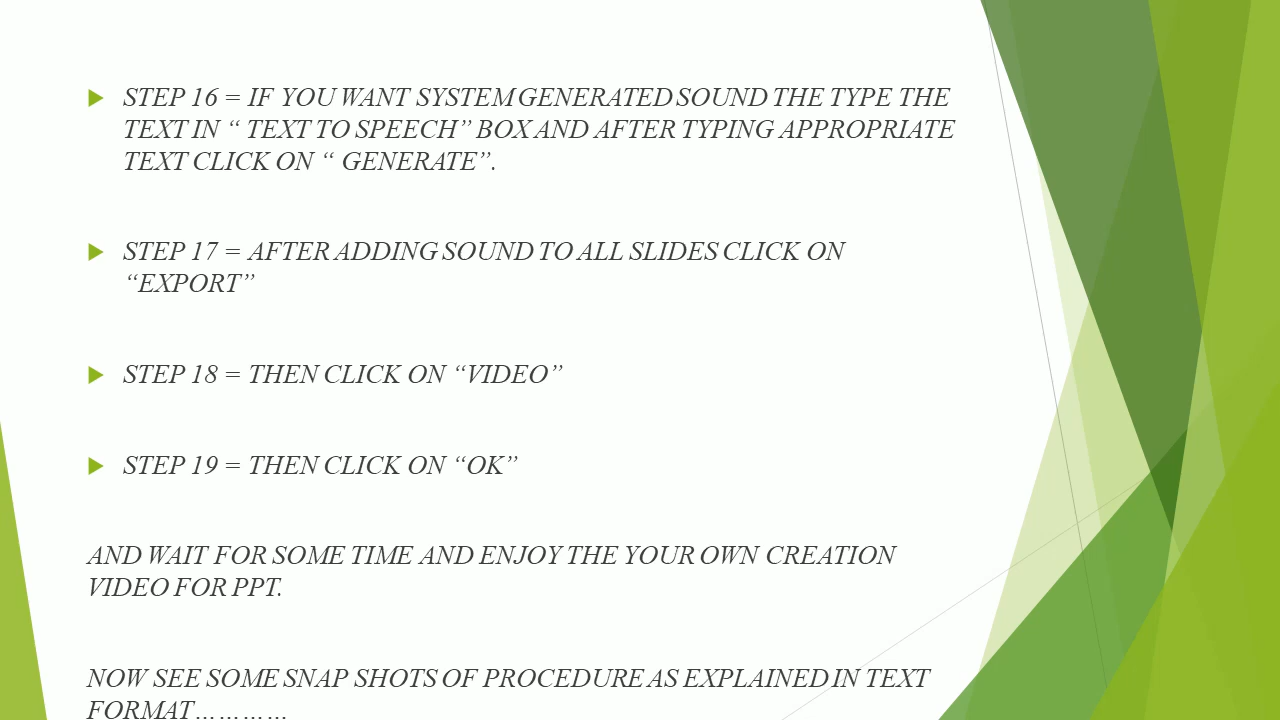 STEP 16 = IF YOU WANT SYSTEM GENERATED SOUND THE TYPE THE
TEXT IN “ TEXT TO SPEECH” BOX AND AFTER TYPING APPROPRIATE
TEXT CLICK ON “ GENERATE”.
STEP 17 = AFTER ADDING SOUND TO ALL SLIDES CLICK ON
“EXPORT”
STEP 18 = THEN CLICK ON “VIDEO”
STEP 19 = THEN CLICK ON “OK”
AND WAIT FOR SOME TIME AND ENJOY THE YOUR OWN CREATION
VIDEO FOR PPT.
NOW SEE SOME SNAP SHOTS OF PROCEDURE AS EXPLAINED IN TEXT
FORMAT…………